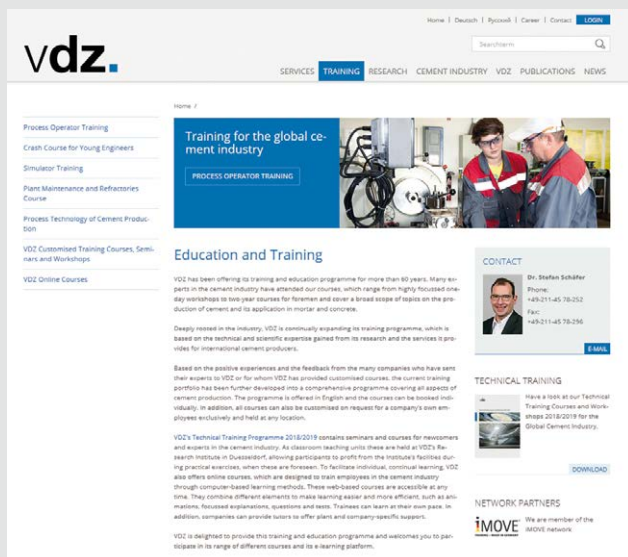 Home | Deutsch | Русский | Career | Contact LOGIN
vdz.
Searchterm
SERVICES TRAINING RESEARCH CEMENT INDUSTRY VDZ PUBLICATIONS NEWS
Home /
Process Operator Training
Crash Course for Young Engineers
Simulator Training
Plant Maintenance and Refractories
Course
Process Technology of Cement Produc-
tion
VDZ Customised Training Courses, Semi-
nars and Workshops
VDZ Online Courses
Training for the global ce-
ment industry
PROCESS OPERATOR TRAINING
Education and Training
VDZ has been offering its training and education programme for more than 60 years. Many ex-
perts in the cement industry have attended our courses, which range from highly focussed one-
day workshops to two-year courses for foremen and cover a broad scope of topics on the pro-
duction of cement and its application in mortar and concrete.
Deeply rooted in the industry, VDZ is continually expanding its training programme, which is
based on the technical and scientific expertise gained from its research and the services it pro-
vides for international cement producers.
Based on the positive experiences and the feedback from the many companies who have sent
their experts to VDZ or for whom VDZ has provided customised courses, the current training
portfolio has been further developed into a comprehensive programme covering all aspects of
cement production. The programme is offered in English and the courses can be booked indi-
vidually. In addition, all courses can also be customised on request for a company's own em-
ployees exclusively and held at any location.
VDZ's Technical Training Programme 2018/2019 contains seminars and courses for newcomers
and experts in the cement industry. As classroom teaching units these are held at VDZ's Re-
search Institute in Duesseldorf, allowing participants to profit from the Institute's facilities dur-
ing practical exercises, when these are foreseen. To facilitate individual, continual learning, VDZ
also offers online courses, which are designed to train employees in the cement industry
through computer-based learning methods. These web-based courses are accessible at any
time. They combine different elements to make learning easier and more efficient, such as ani-
mations, focussed explanations, questions and tests. Trainees can learn at their own pace. In
addition, companies can provide tutors to offer plant and company-specific support.
VDZ is delighted to provide this training and education programme and welcomes you to par-
ticipate in its range of different courses and its e-learning platform.
CONTACT
Dr. Stefan Schäfer
Phone:
+49-211-45 78-252
Fax:
+49-211-45 78-296
E-MAIL
TECHNICAL TRAINING
Have a look at our Technical
Training Courses and Work-
shops 2018/2019 for the
Global Cement Industry.
DOWNLOAD
NETWORK PARTNERS
iMOVE
We are member of the
iMOVE network